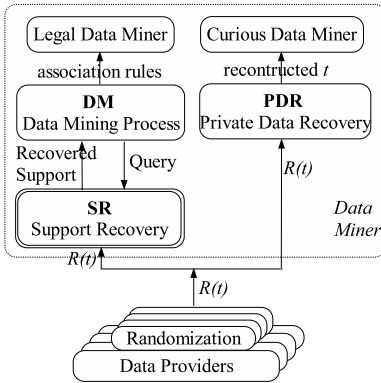 Legal Data Miner
Curious Data Miner
association rules
recontructed t
DM
Data Mining Process
PDR
Private Data Recovery
Recovered
Support
Query
R(t)
SR
Support Recovery
Data
Miner
R(t)
R(t)
Randomization
Data Providers